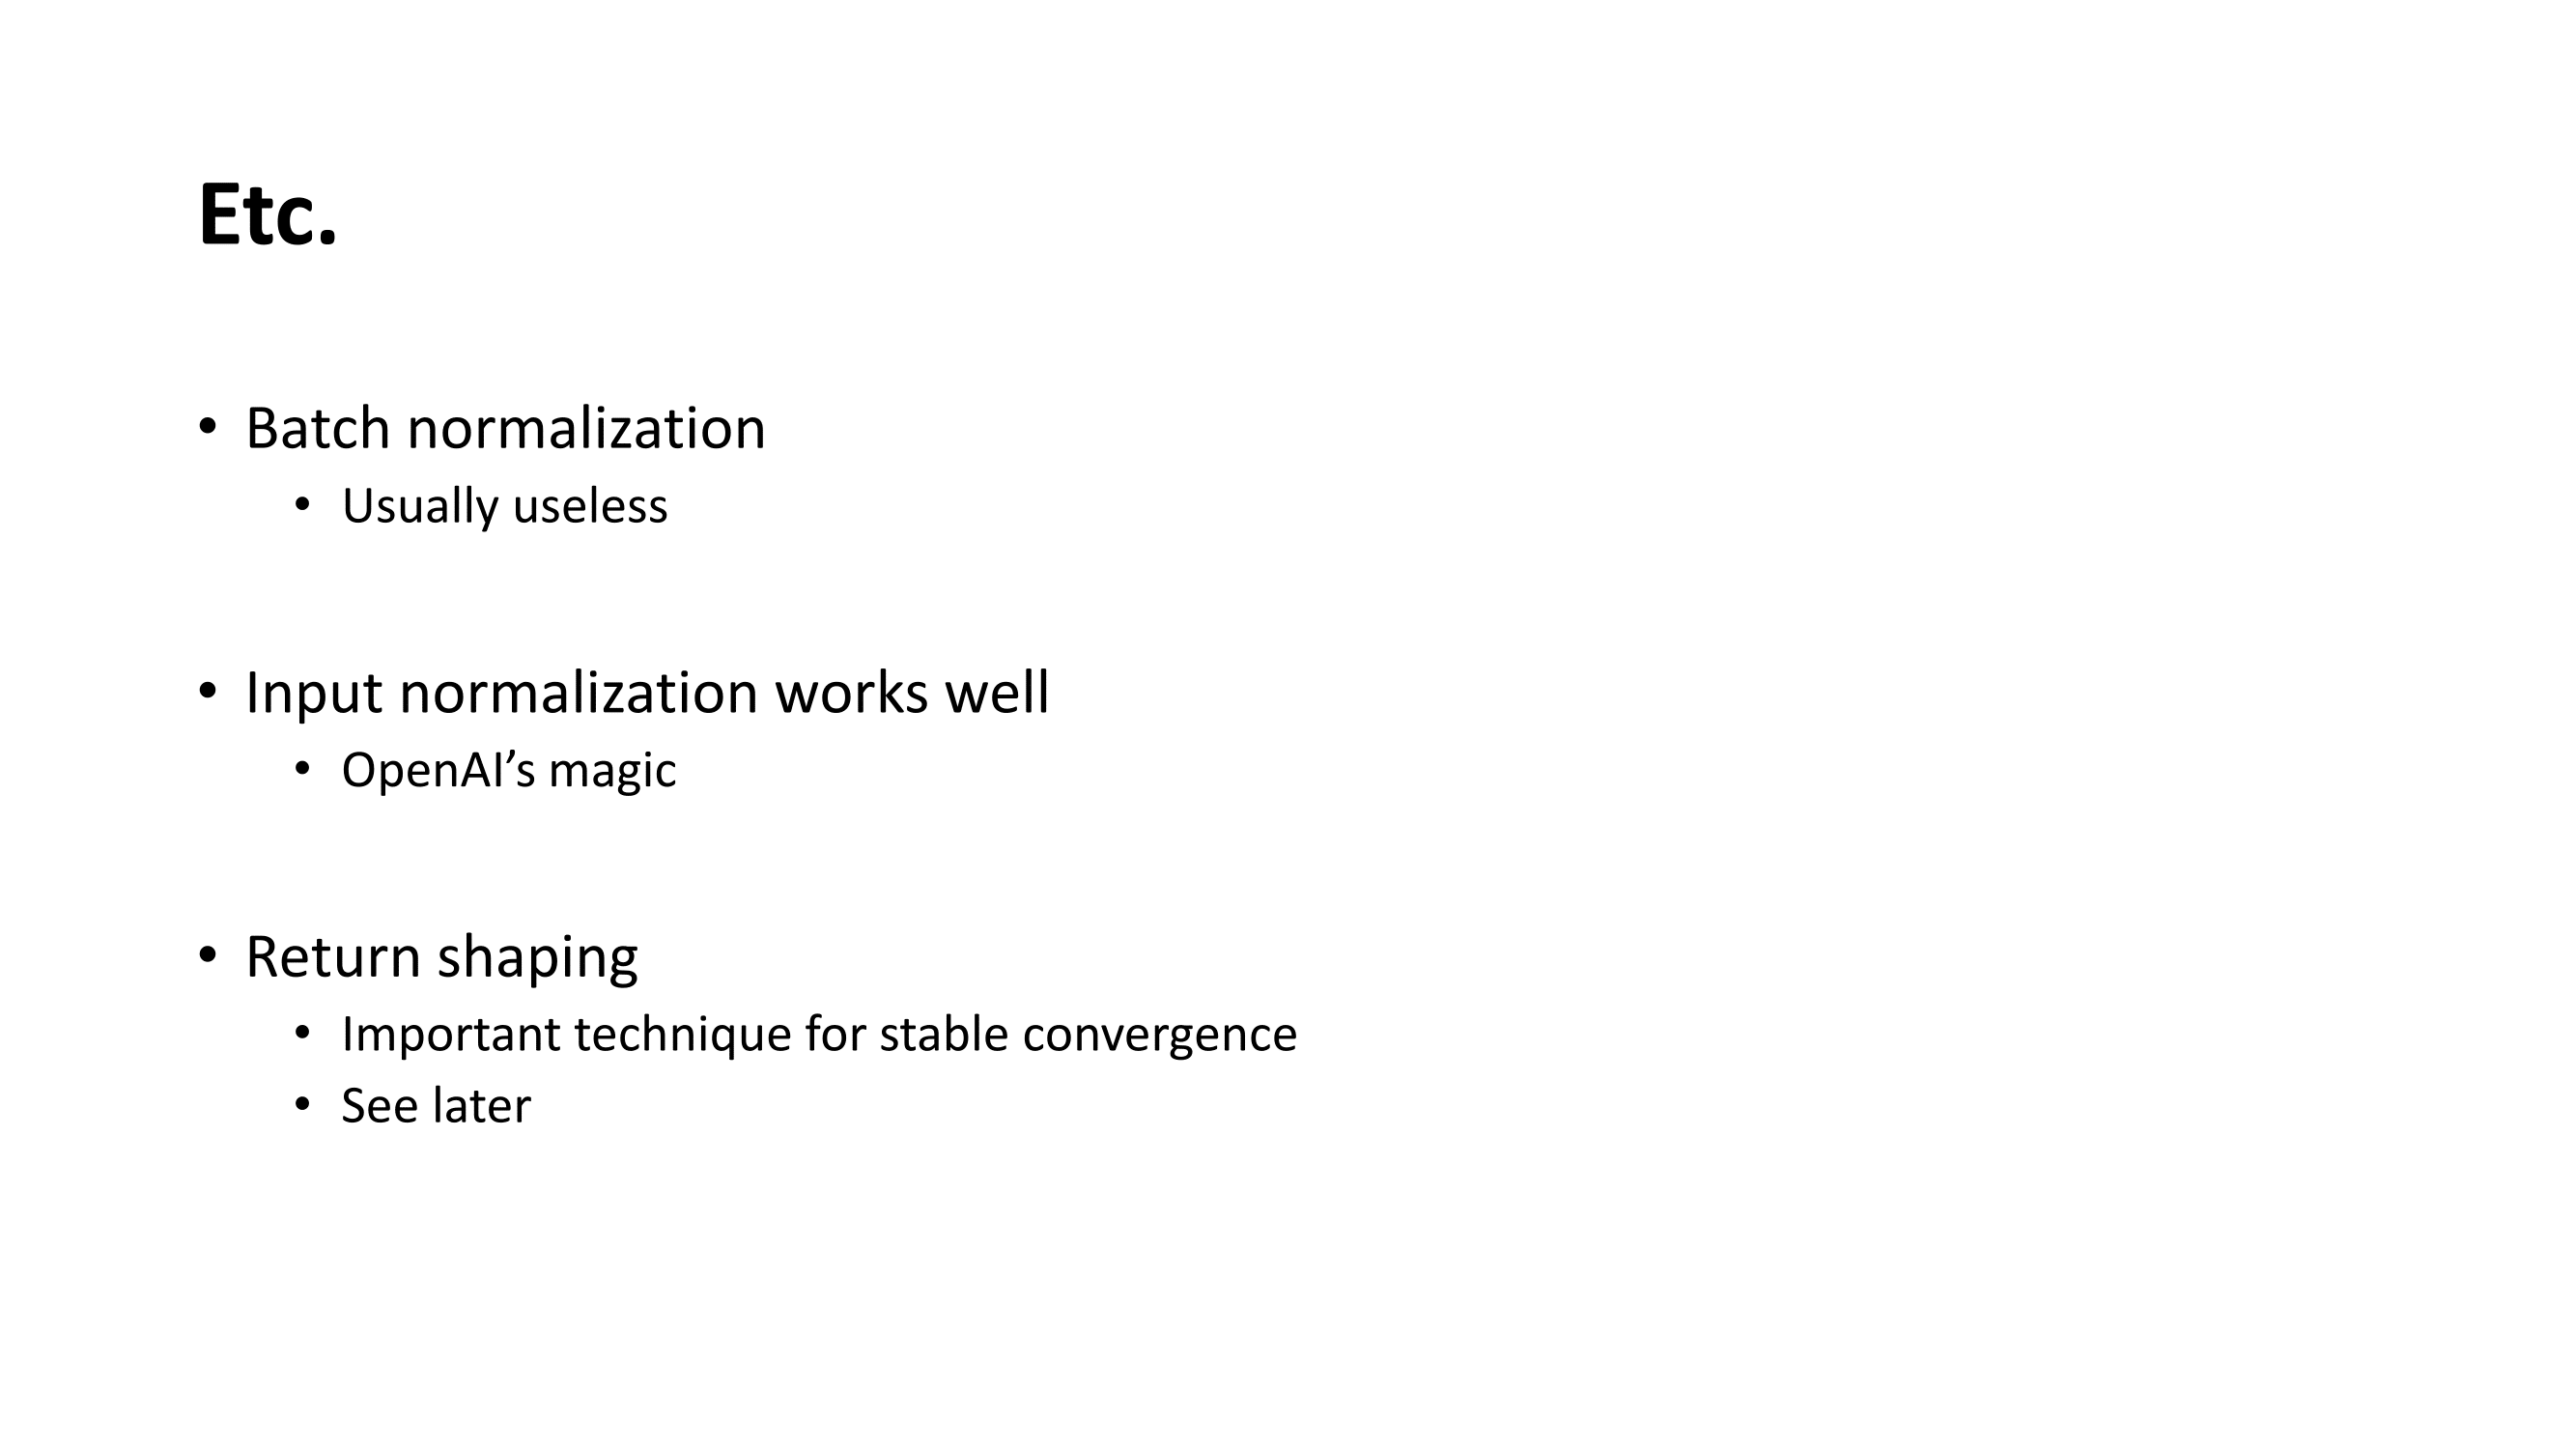 Etc.
• Batch normalization
• Usually useless
• Input normalization works well
• OpenAI’s magic
• Return shaping
• Important technique for stable convergence
• See later